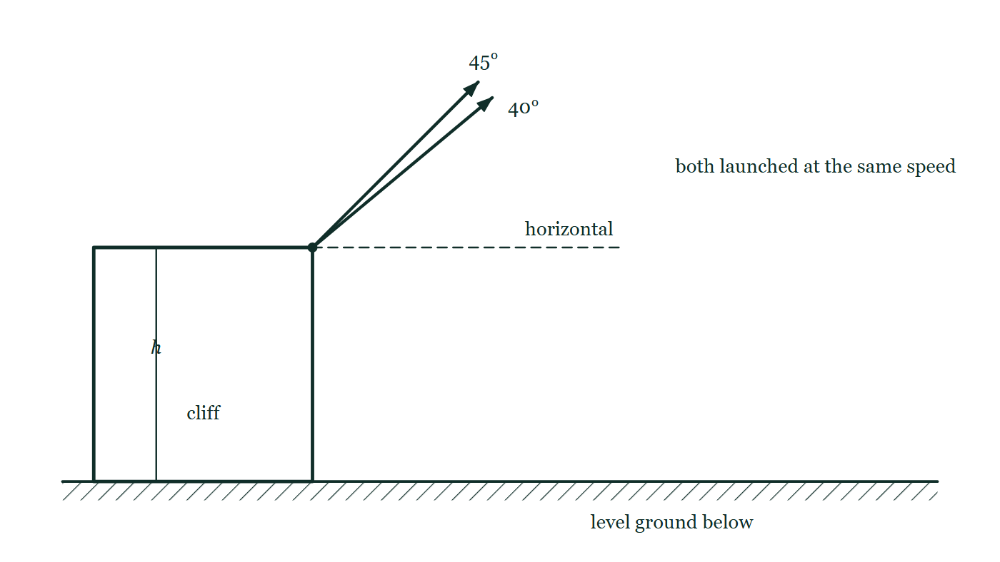 45°
40°
both launched at the same speed
horizontal
h
cliff
level ground below